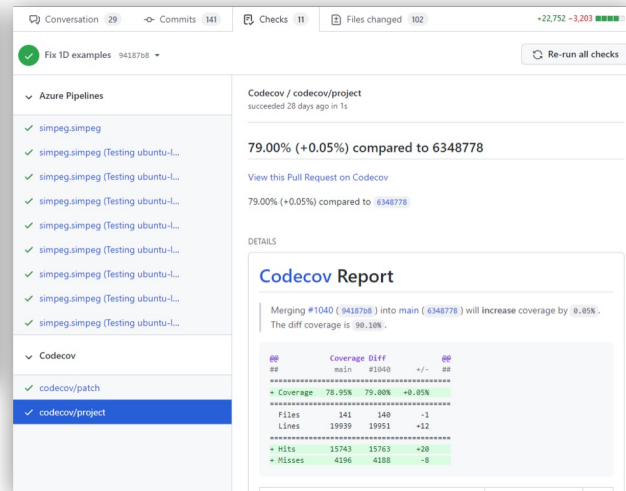 Conversation 29 Commits 141 Checks 11 Files changed 102 +22,752 −3,203
Fix 1D examples 94187b8 Re-run all checks
Azure Pipelines
simpeg.simpeg
simpeg.simpeg (Testing ubuntu-l...
simpeg.simpeg (Testing ubuntu-l...
simpeg.simpeg (Testing ubuntu-l...
simpeg.simpeg (Testing ubuntu-l...
simpeg.simpeg (Testing ubuntu-l...
simpeg.simpeg (Testing ubuntu-l...
simpeg.simpeg (Testing ubuntu-l...
simpeg.simpeg (Testing ubuntu-l...
Codecov
codecov/patch
codecov/project
Codecov / codecov/project
succeeded 28 days ago in 1s
79.00% (+0.05%) compared to 6348778
View this Pull Request on Codecov
79.00% (+0.05%) compared to 6348778
DETAILS
Codecov Report
Merging #1040 ( 94187b8 ) into main ( 6348778 ) will increase coverage by 0.05% .
The diff coverage is 90.10% .
@@ Coverage Diff @@
## main #1040 +/- ##
===========================================
+ Coverage 78.95% 79.00% +0.05%
===========================================
Files 141 140 -1
Lines 19939 19951 +12
===========================================
+ Hits 15743 15763 +20
+ Misses 4196 4188 -8